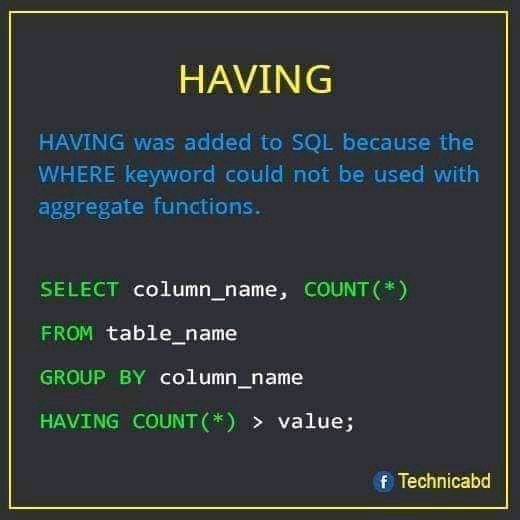 HAVING
HAVING was added to SQL because the
WHERE keyword could not be used with
aggregate functions.
SELECT column_name, COUNT(*)
FROM table_name
GROUP BY column_name
HAVING COUNT(*) > value;
f Technicabd